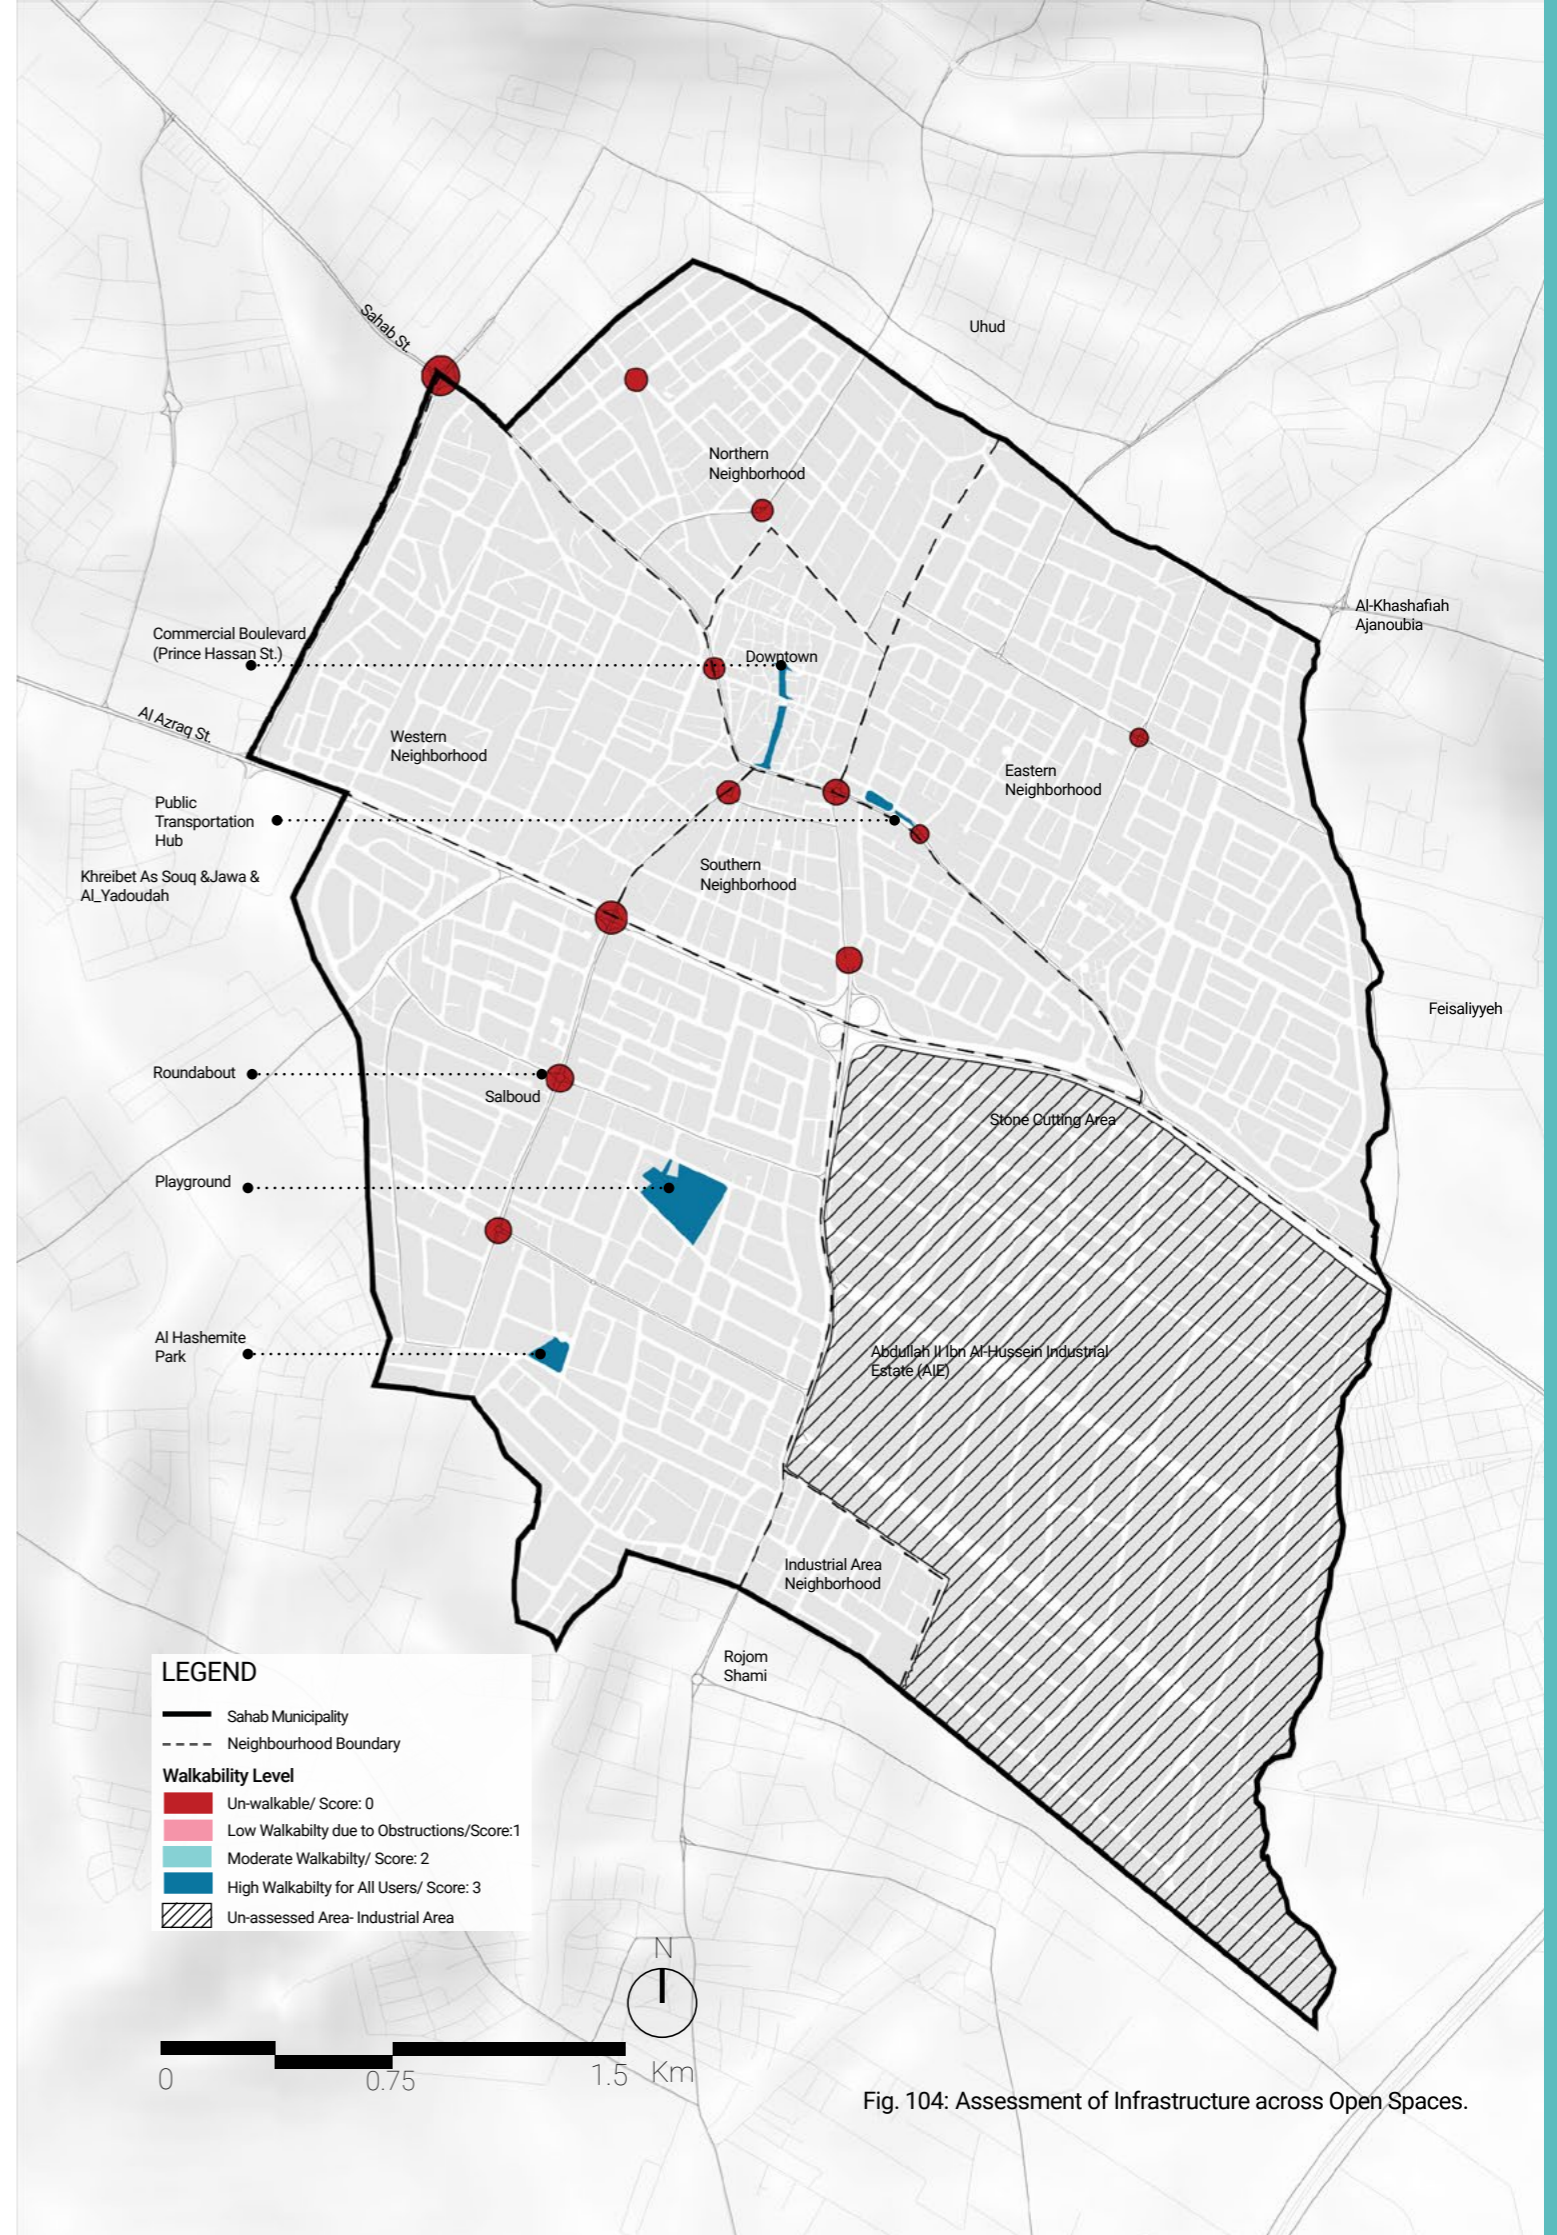 Sahab St.
Uhud
Northern
Neighborhood
Al-Khashafiah
Ajanoubia
Commercial Boulevard
(Prince Hassan St.)
Downtown
Al Azraq St.
Western
Neighborhood
Eastern
Neighborhood
Public
Transportation
Hub
Southern
Neighborhood
Khreibet As Souq &Jawa &
Al_Yadoudah
Feisaliyyeh
Roundabout
Salboud
Stone Cutting Area
Playground
Al Hashemite
Park
Abdullah II Ibn Al-Hussein Industrial
Estate (AIE)
Industrial Area
Neighborhood
Rojom
Shami
LEGEND
Sahab Municipality
Neighbourhood Boundary
Walkability Level
Un-walkable/ Score: 0
Low Walkabilty due to Obstructions/Score:1
Moderate Walkabilty/ Score: 2
High Walkabilty for All Users/ Score: 3
Un-assessed Area- Industrial Area
N
0 0.75 1.5 Km
Fig. 104: Assessment of Infrastructure across Open Spaces.